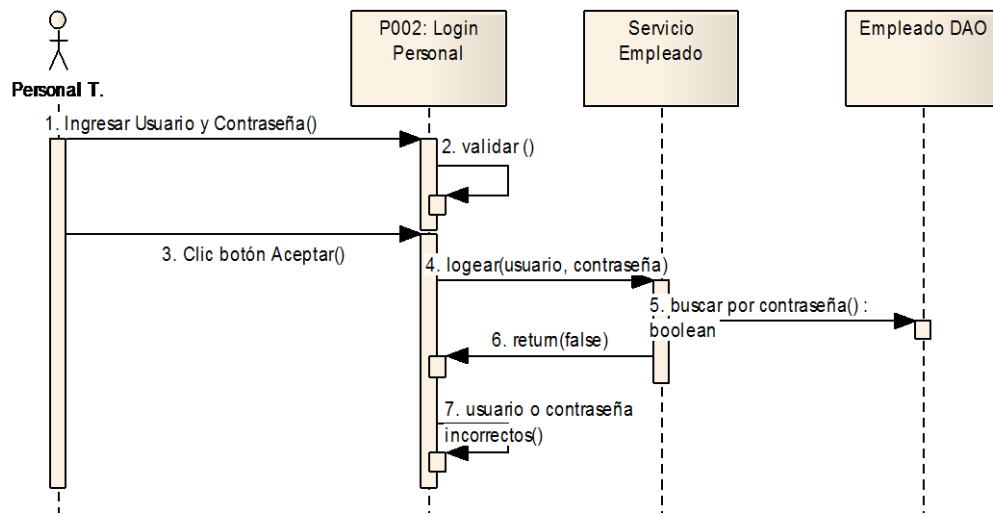 P002: Login
Personal
Servicio
Empleado
Empleado DAO
Personal T.
1. Ingresar Usuario y Contraseña()
2. validar ()
3. Clic botón Aceptar()
4. logear(usuario, contraseña)
5. buscar por contraseña() :
boolean
6. return(false)
7. usuario o contraseña
incorrectos()